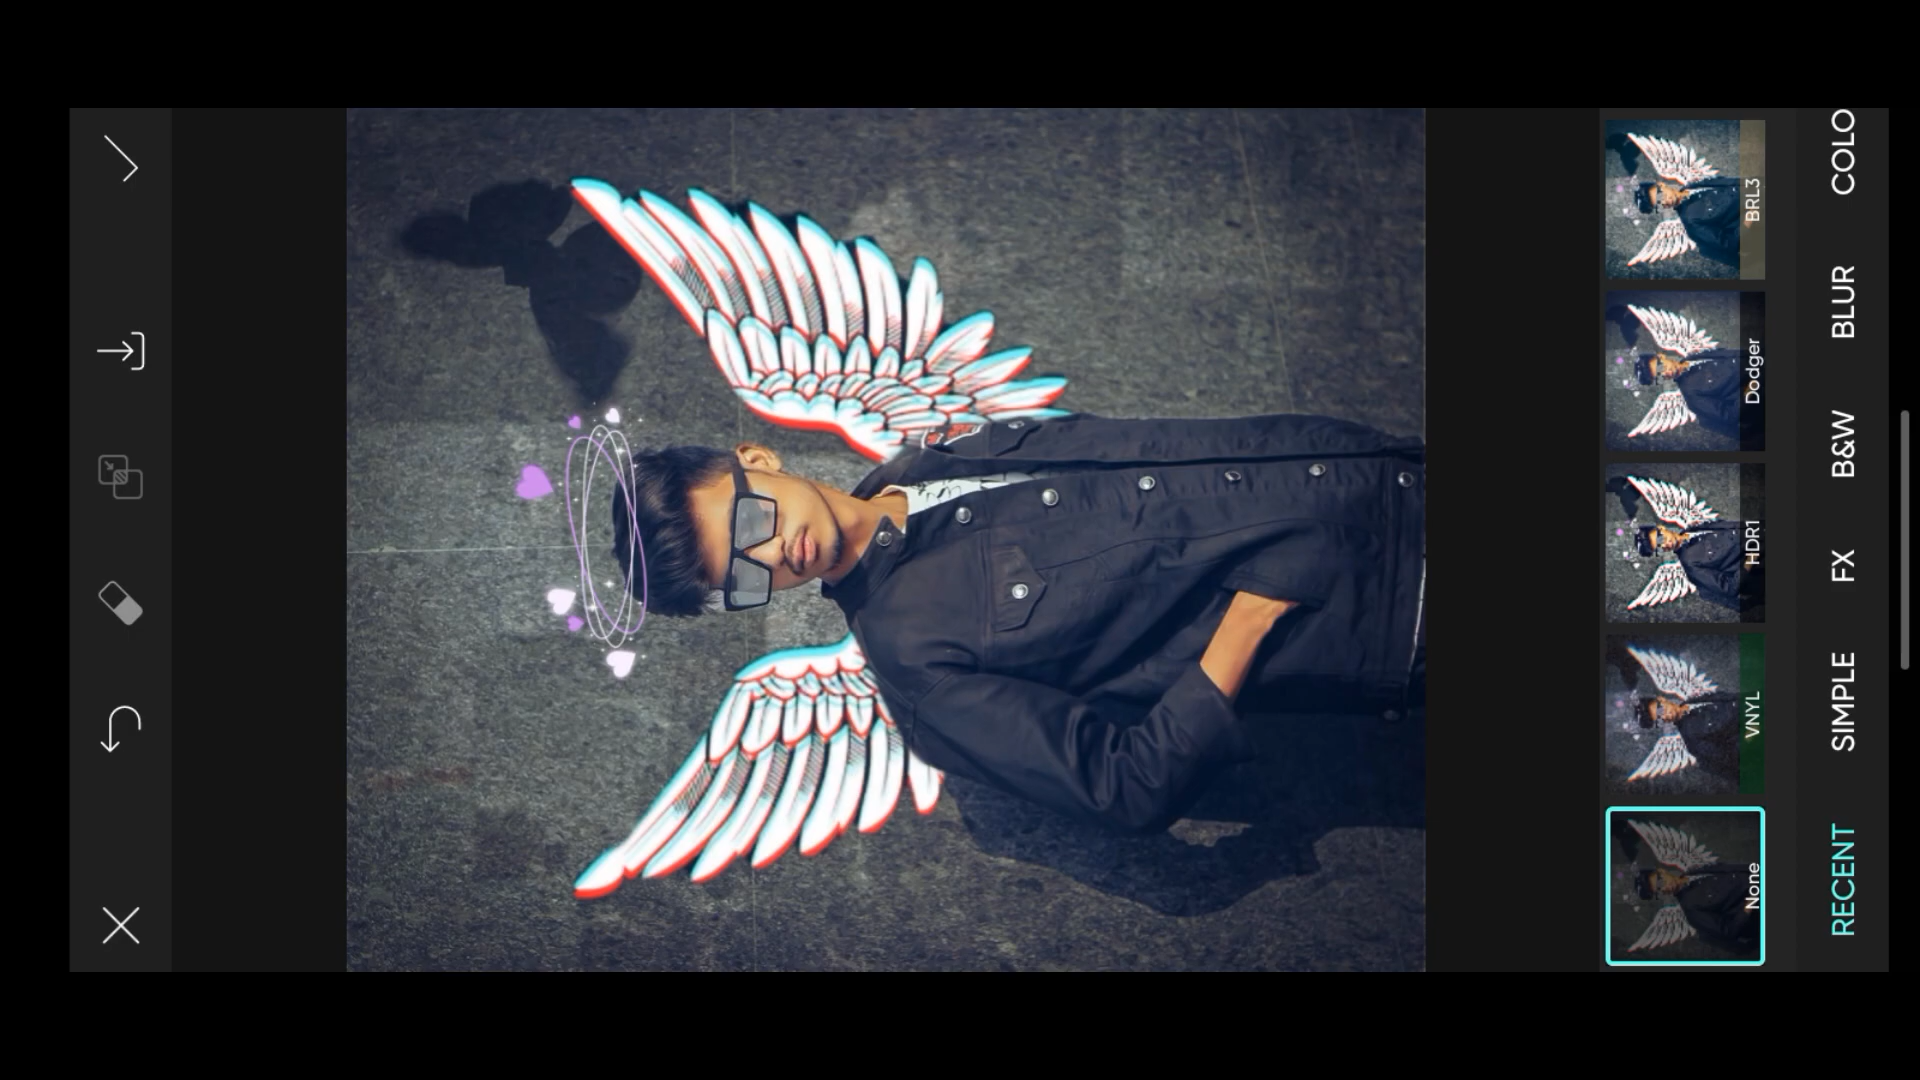 None
VNYL
HDR1
Dodger
BRL3
RECENT
SIMPLE
FX
B&W
BLUR
COLO